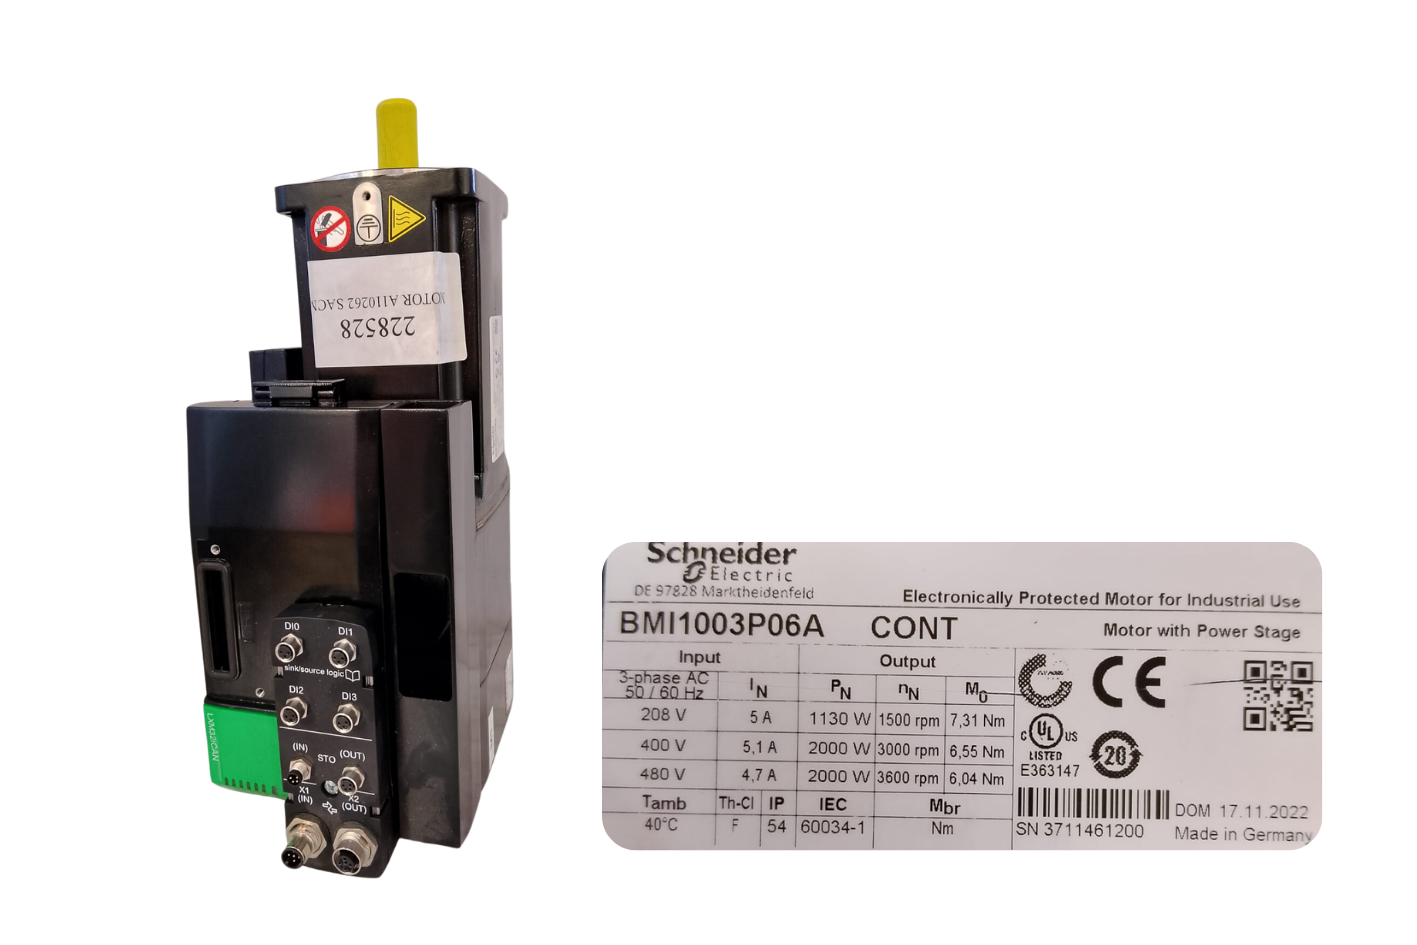 MOTOR A110262 SACN
228528
DI0
DI1
sink/source logic
DI2
DI3
(IN)
STO
(OUT)
X1
(IN)
X2
(OUT)
LXM32ICAN
Schneider
Electric
DE 97828 Marktheidenfeld
Electronically Protected Motor for Industrial Use
BMI1003P06A CONT
Motor with Power Stage
Input Output
3-phase AC
50 / 60 Hz
IN PN nN M0
208 V 5 A 1130 W 1500 rpm 7,31 Nm
400 V 5,1 A 2000 W 3000 rpm 6,55 Nm
480 V 4,7 A 2000 W 3600 rpm 6,04 Nm
Tamb Th-Cl IP IEC Mbr
40°C F 54 60034-1 Nm
CE
C UL US
LISTED
E363147
20
SN 3711461200
DOM 17.11.2022
Made in Germany